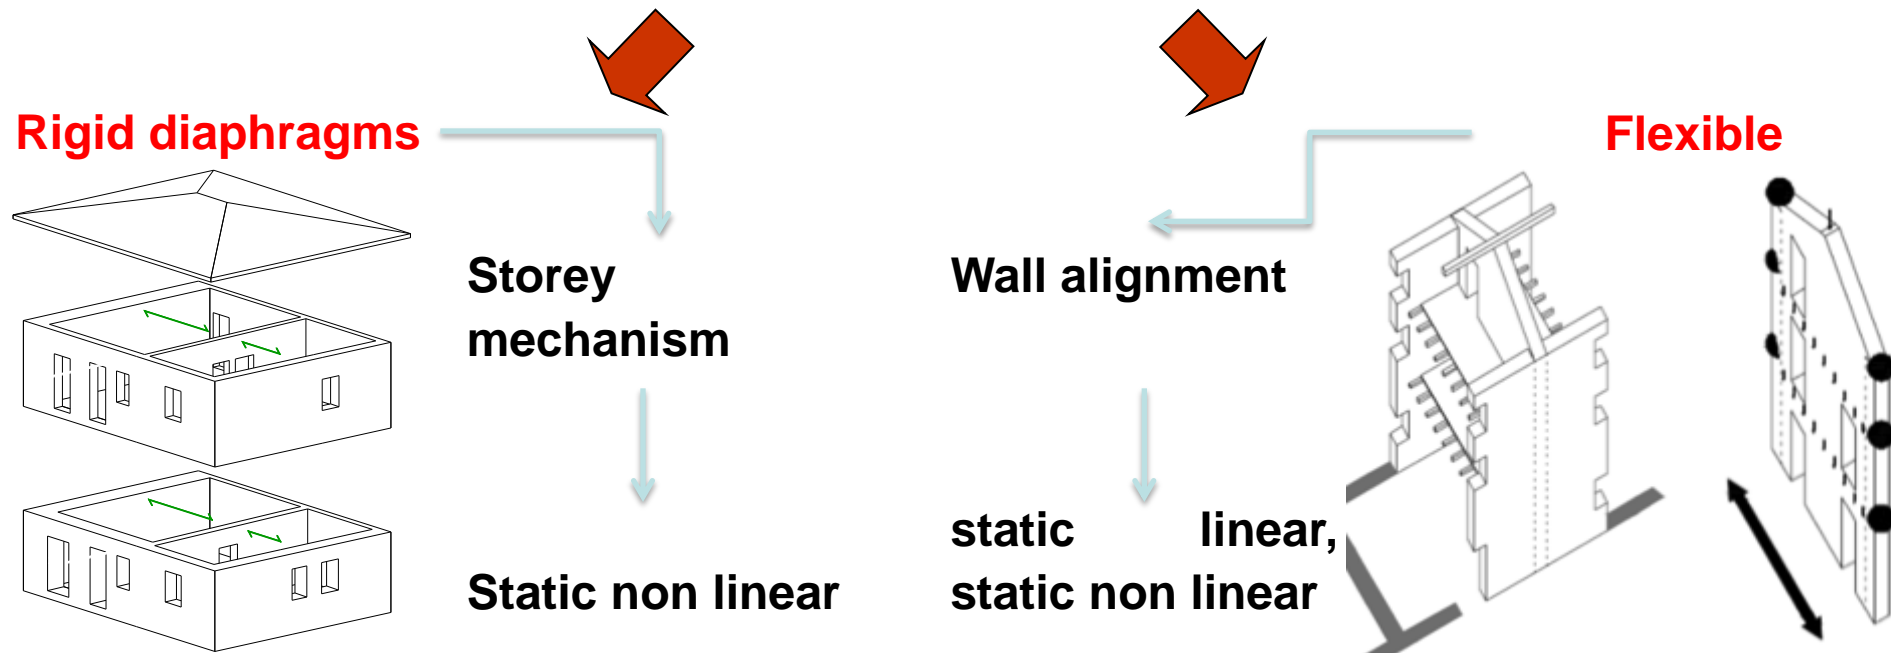 Rigid diaphragms
Flexible
Storey
mechanism
Wall alignment
Static non linear
static linear,
static non linear